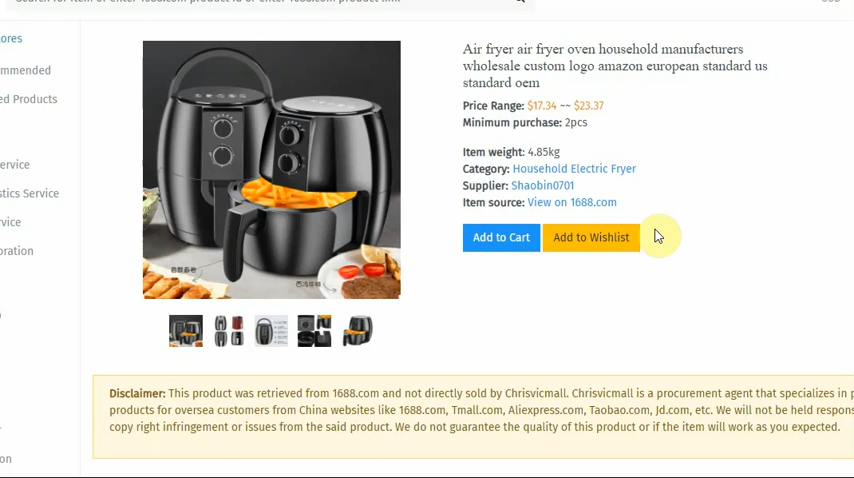 ores
mmended
ed Products
ervice
stics Service
rvice
oration
on
Air fryer air fryer oven household manufacturers
wholesale custom logo amazon european standard us
standard oem
Price Range: $17.34 ~~ $23.37
Minimum purchase: 2pcs
Item weight: 4.85kg
Category: Household Electric Fryer
Supplier: Shaobin0701
Item source: View on 1688.com
Add to Cart
Add to Wishlist
Disclaimer: This product was retrieved from 1688.com and not directly sold by Chrisvicmall. Chrisvicmall is a procurement agent that specializes in p
products for oversea customers from China websites like 1688.com, Tmall.com, Aliexpress.com, Taobao.com, Jd.com, etc. We will not be held respons
copy right infringement or issues from the said product. We do not guarantee the quality of this product or if the item will work as you expected.